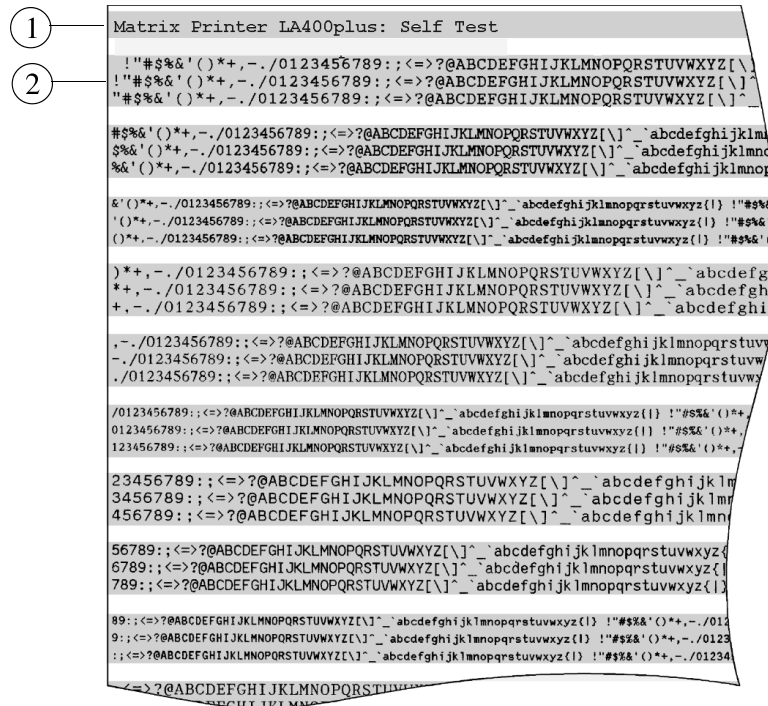 1
Matrix Printer LA400plus: Self Test
 !"#$%&'()*+,-./0123456789:;<=>?@ABCDEFGHIJKLMNOPQRSTUVWXYZ[\]
2
!"#$%&'()*+,-./0123456789:;<=>?@ABCDEFGHIJKLMNOPQRSTUVWXYZ[\]^
"#$%&'()*+,-./0123456789:;<=>?@ABCDEFGHIJKLMNOPQRSTUVWXYZ[\]^_
#$%&'()*+,-./0123456789:;<=>?@ABCDEFGHIJKLMNOPQRSTUVWXYZ[\]^_`abcdefghijklm
$%&'()*+,-./0123456789:;<=>?@ABCDEFGHIJKLMNOPQRSTUVWXYZ[\]^_`abcdefghijklmno
%&'()*+,-./0123456789:;<=>?@ABCDEFGHIJKLMNOPQRSTUVWXYZ[\]^_`abcdefghijklmnop
&'()*+,-./0123456789:;<=>?@ABCDEFGHIJKLMNOPQRSTUVWXYZ[\]^_`abcdefghijklmnopqrstuvwxyz{|} !"#$%&
'()*+,-./0123456789:;<=>?@ABCDEFGHIJKLMNOPQRSTUVWXYZ[\]^_`abcdefghijklmnopqrstuvwxyz{|} !"#$%&
()*+,-./0123456789:;<=>?@ABCDEFGHIJKLMNOPQRSTUVWXYZ[\]^_`abcdefghijklmnopqrstuvwxyz{|} !"#$%&'
)*+,-./0123456789:;<=>?@ABCDEFGHIJKLMNOPQRSTUVWXYZ[\]^_`abcdefg
*+,-./0123456789:;<=>?@ABCDEFGHIJKLMNOPQRSTUVWXYZ[\]^_`abcdefgh
+,-./0123456789:;<=>?@ABCDEFGHIJKLMNOPQRSTUVWXYZ[\]^_`abcdefghi
,-./0123456789:;<=>?@ABCDEFGHIJKLMNOPQRSTUVWXYZ[\]^_`abcdefghijklmnopqrstuv
-./0123456789:;<=>?@ABCDEFGHIJKLMNOPQRSTUVWXYZ[\]^_`abcdefghijklmnopqrstuvw
./0123456789:;<=>?@ABCDEFGHIJKLMNOPQRSTUVWXYZ[\]^_`abcdefghijklmnopqrstuvwx
/0123456789:;<=>?@ABCDEFGHIJKLMNOPQRSTUVWXYZ[\]^_`abcdefghijklmnopqrstuvwxyz{|} !"#$%&'()*+,
0123456789:;<=>?@ABCDEFGHIJKLMNOPQRSTUVWXYZ[\]^_`abcdefghijklmnopqrstuvwxyz{|} !"#$%&'()*+,
123456789:;<=>?@ABCDEFGHIJKLMNOPQRSTUVWXYZ[\]^_`abcdefghijklmnopqrstuvwxyz{|} !"#$%&'()*+,-
23456789:;<=>?@ABCDEFGHIJKLMNOPQRSTUVWXYZ[\]^_`abcdefghijklm
3456789:;<=>?@ABCDEFGHIJKLMNOPQRSTUVWXYZ[\]^_`abcdefghijklm
456789:;<=>?@ABCDEFGHIJKLMNOPQRSTUVWXYZ[\]^_`abcdefghijklmn
56789:;<=>?@ABCDEFGHIJKLMNOPQRSTUVWXYZ[\]^_`abcdefghijklmnopqrstuvwxyz{
6789:;<=>?@ABCDEFGHIJKLMNOPQRSTUVWXYZ[\]^_`abcdefghijklmnopqrstuvwxyz{|
789:;<=>?@ABCDEFGHIJKLMNOPQRSTUVWXYZ[\]^_`abcdefghijklmnopqrstuvwxyz{|}
89:;<=>?@ABCDEFGHIJKLMNOPQRSTUVWXYZ[\]^_`abcdefghijklmnopqrstuvwxyz{|} !"#$%&'()*+,-./012
9:;<=>?@ABCDEFGHIJKLMNOPQRSTUVWXYZ[\]^_`abcdefghijklmnopqrstuvwxyz{|} !"#$%&'()*+,-./0123
:;<=>?@ABCDEFGHIJKLMNOPQRSTUVWXYZ[\]^_`abcdefghijklmnopqrstuvwxyz{|} !"#$%&'()*+,-./01234
<=>?@ABCDEFGHIJKLMNOPQRSTUVW